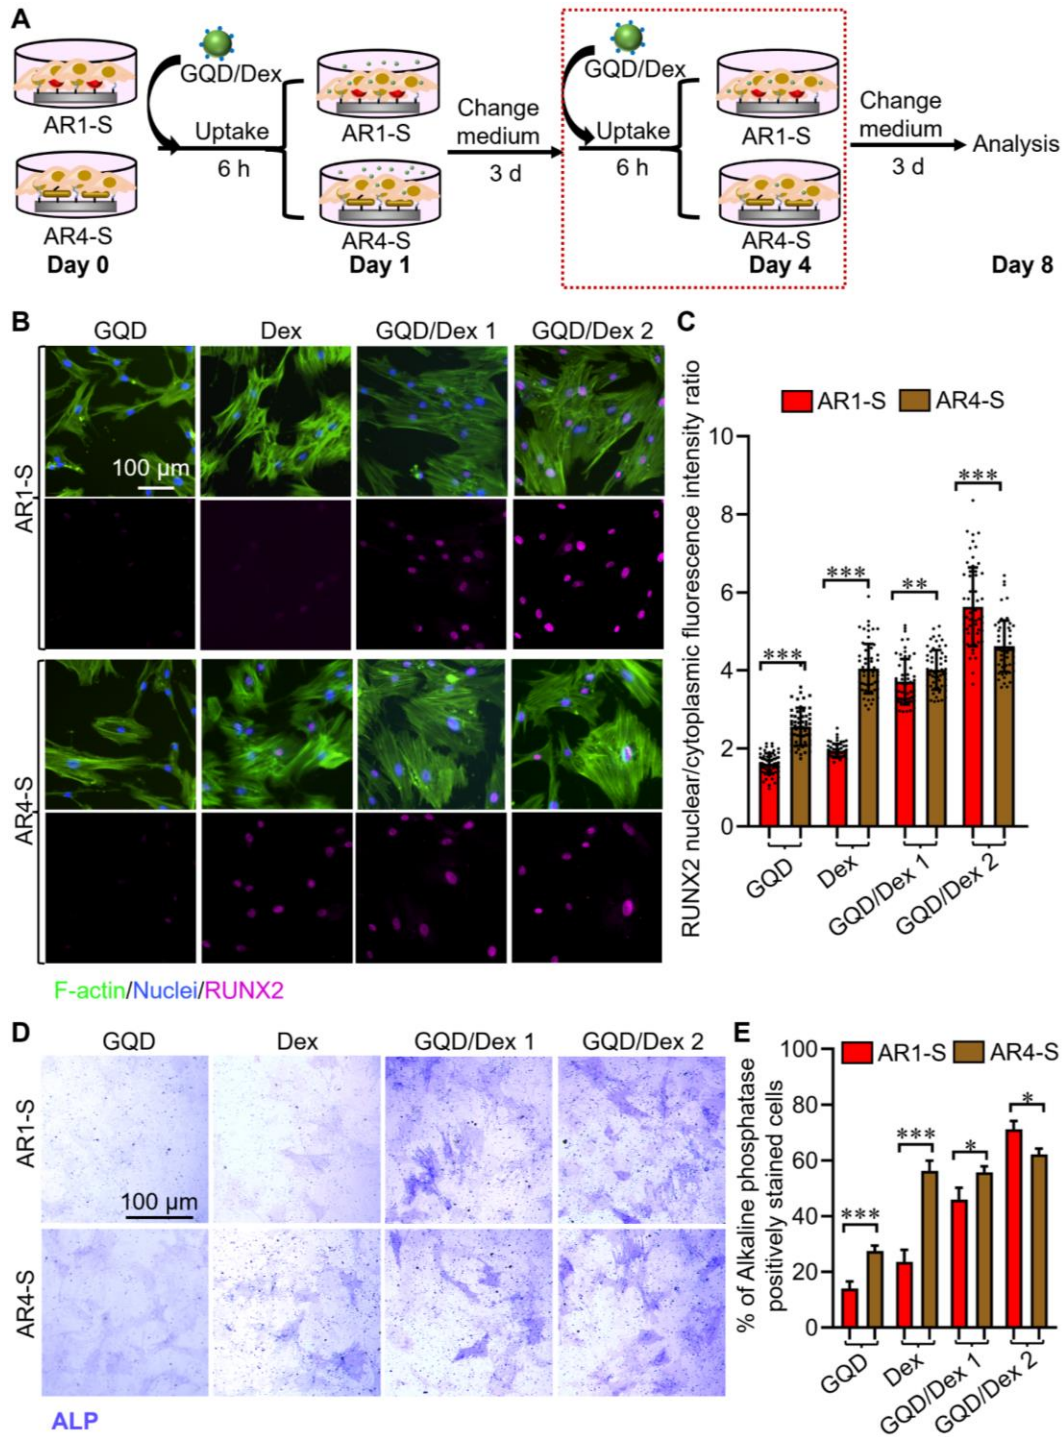 A
GQD/Dex
AR1-S
AR4-S
Day 0
Uptake
6 h
AR1-S
AR4-S
Day 1
Change
medium
3 d
GQD/Dex
Uptake
6 h
AR1-S
AR4-S
Day 4
Change
medium
3 d
Analysis
Day 8
B
GQD Dex GQD/Dex 1 GQD/Dex 2
AR1-S
100 µm
AR4-S
F-actin/Nuclei/RUNX2
C
AR1-S AR4-S
RUNX2 nuclear/cytoplasmic fluorescence intensity ratio
10
8
6
4
2
0
***
***
**
***
GQD
Dex
GQD/Dex 1
GQD/Dex 2
D
GQD Dex GQD/Dex 1 GQD/Dex 2
AR1-S
100 µm
AR4-S
ALP
E
AR1-S AR4-S
% of Alkaline phosphatase
positively stained cells
100
80
60
40
20
0
***
***
*
*
GQD
Dex
GQD/Dex 1
GQD/Dex 2